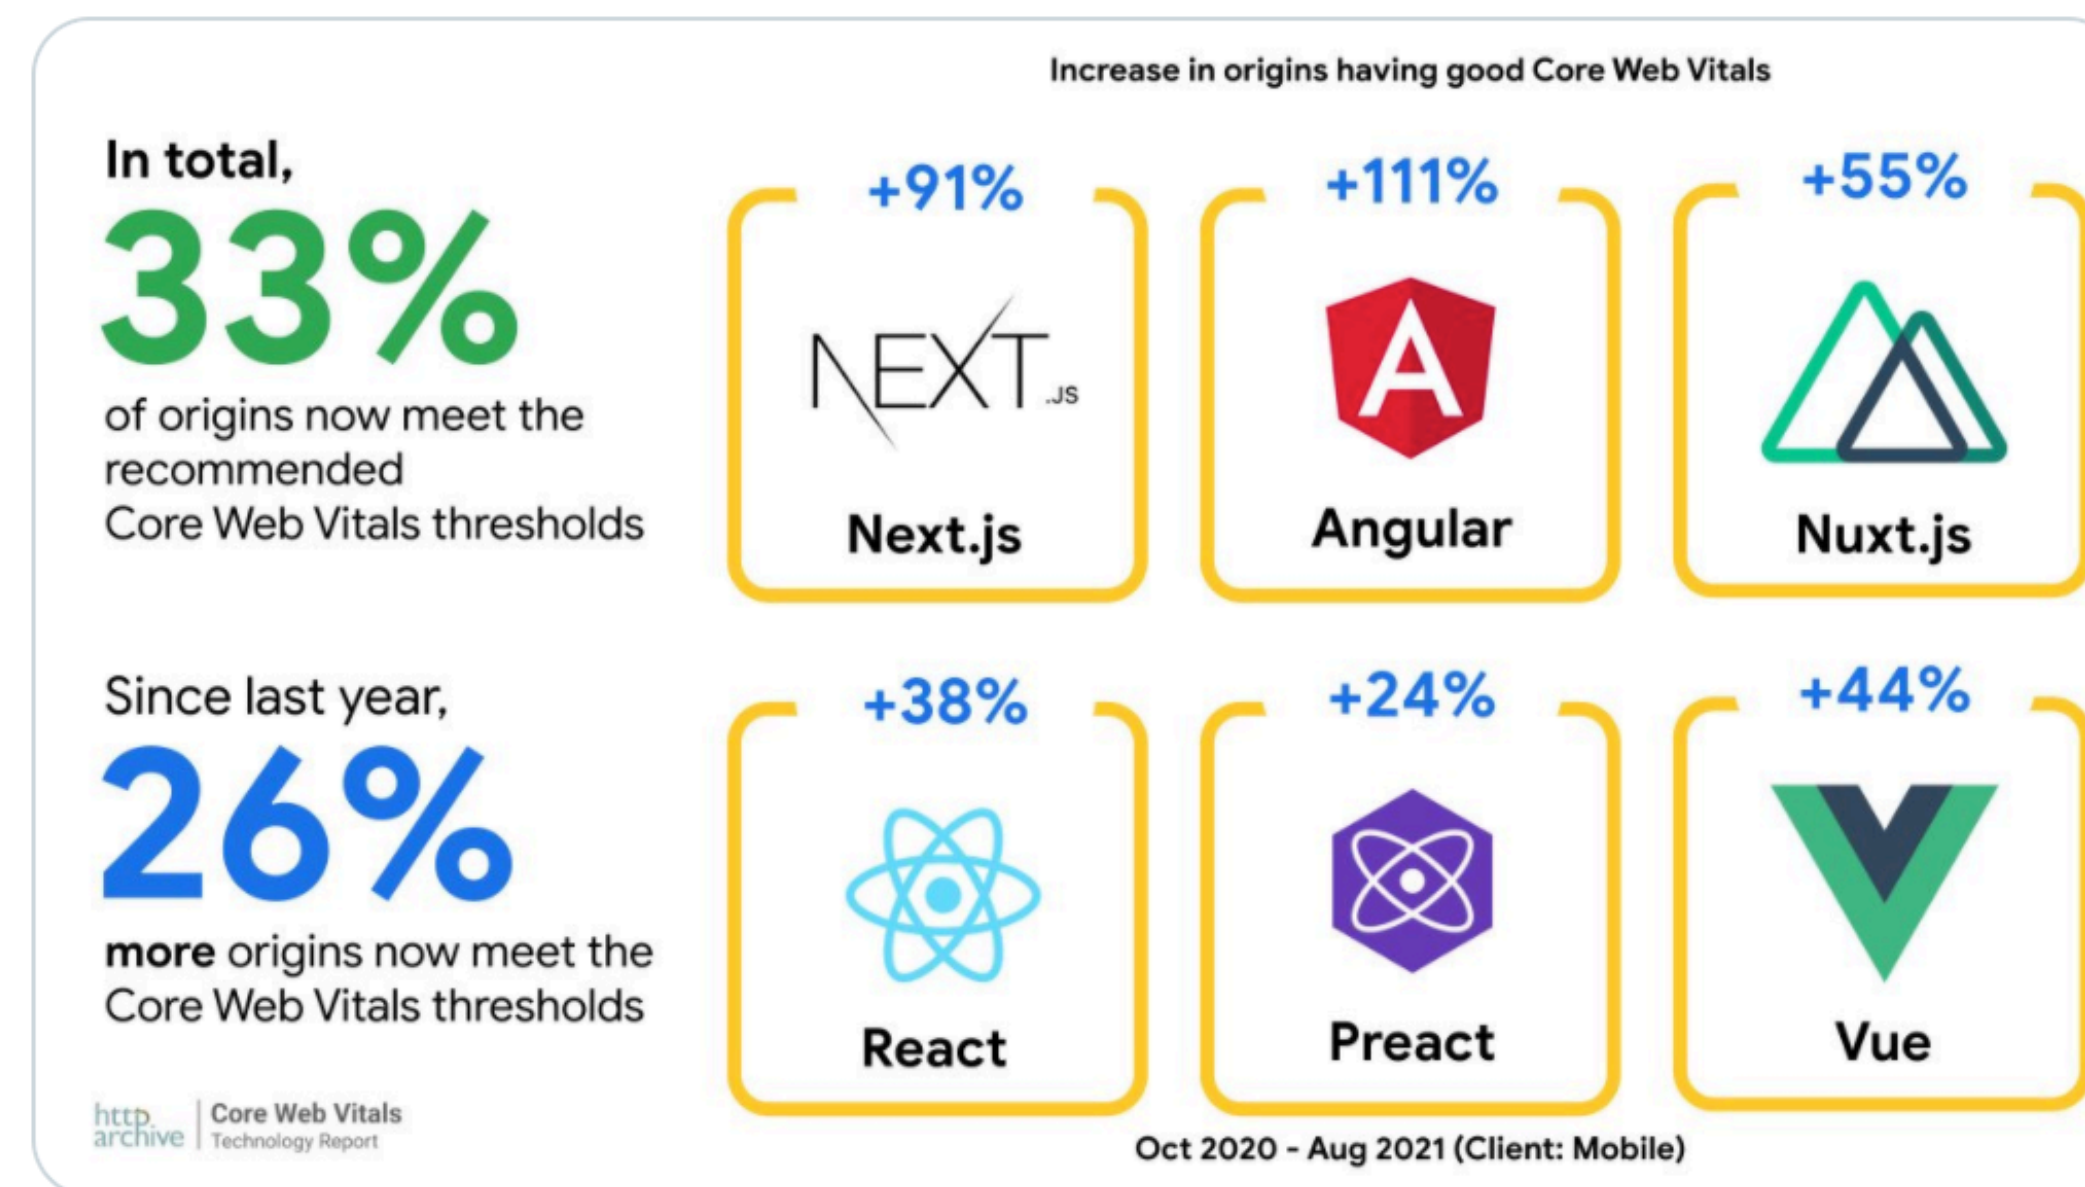 Increase in origins having good Core Web Vitals
In total,
33%
of origins now meet the
recommended
Core Web Vitals thresholds
Since last year,
26%
more origins now meet the
Core Web Vitals thresholds
http archive
Core Web Vitals
Technology Report
+91%
NEXT.JS
Next.js
+111%
A
Angular
+55%
Nuxt.js
+38%
React
+24%
Preact
+44%
Vue
Oct 2020 - Aug 2021 (Client: Mobile)